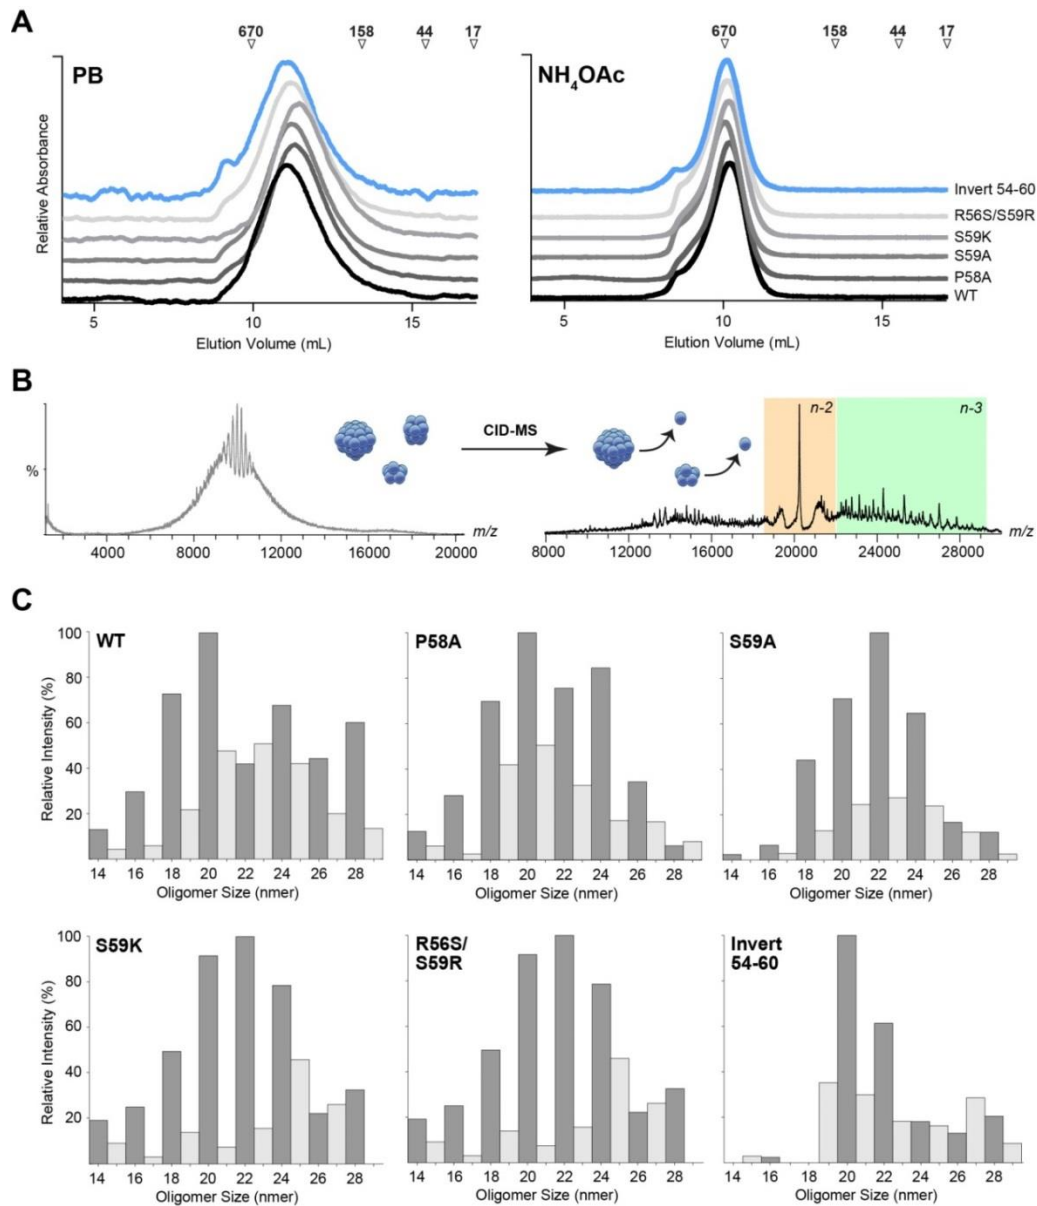 A
670 158 44 17
PB
Relative Absorbance
5 10 15
Elution Volume (mL)
670 158 44 17
NH4OAc
Invert 54-60
R56S/S59R
S59K
S59A
P58A
WT
5 10 15
Elution Volume (mL)
B
%
4000 8000 12000 16000 20000
m/z
CID-MS
n-2
n-3
8000 12000 16000 20000 24000 28000
m/z
C
WT
Relative Intensity (%)
100
80
60
40
20
14 16 18 20 22 24 26 28
Oligomer Size (nmer)
P58A
14 16 18 20 22 24 26 28
Oligomer Size (nmer)
S59A
14 16 18 20 22 24 26 28
Oligomer Size (nmer)
S59K
Relative Intensity (%)
100
80
60
40
20
14 16 18 20 22 24 26 28
Oligomer Size (nmer)
R56S/
S59R
14 16 18 20 22 24 26 28
Oligomer Size (nmer)
Invert
54-60
14 16 18 20 22 24 26 28
Oligomer Size (nmer)